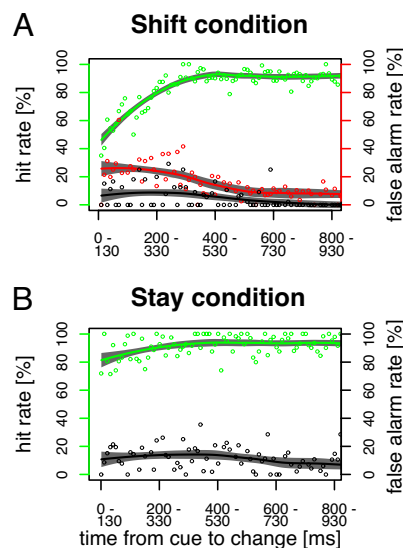 A
Shift condition
hit rate [%]
0 20 40 60 80 100
false alarm rate [%]
0 20 40 60 80 100
0 - 200 - 400 - 600 - 800 -
130 330 530 730 930
B
Stay condition
hit rate [%]
0 20 40 60 80 100
false alarm rate [%]
0 20 40 60 80 100
0 - 200 - 400 - 600 - 800 -
130 330 530 730 930
time from cue to change [ms]